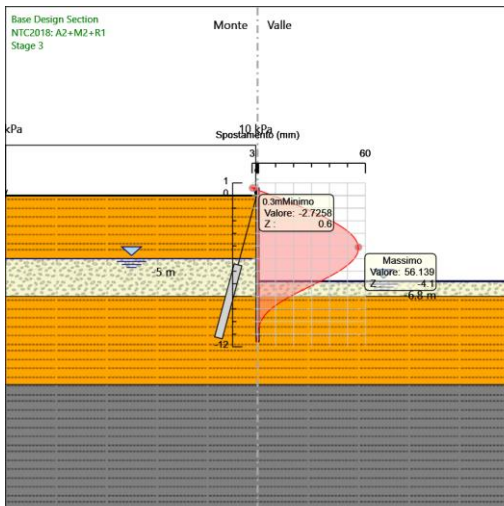 Base Design Section
NTC2018: A2+M2+R1
Stage 3
Monte
Valle
kPa
10 kPa
Spostamento (mm)
3
60
1
0
0.3m
Minimo
Valore: -2.7258
Z : 0.6
Massimo
Valore: 56.139
Z : -4.1
-5 m
-6.8 m
-12